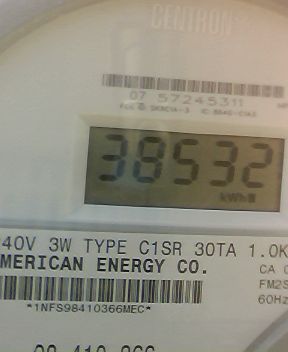 CENTRON
07 57245311
38532
kWh
40V 3W TYPE C1SR 30TA 1.0K
MERICAN ENERGY CO.
CA
FM2S
60Hz
*1NFS98410366MEC*